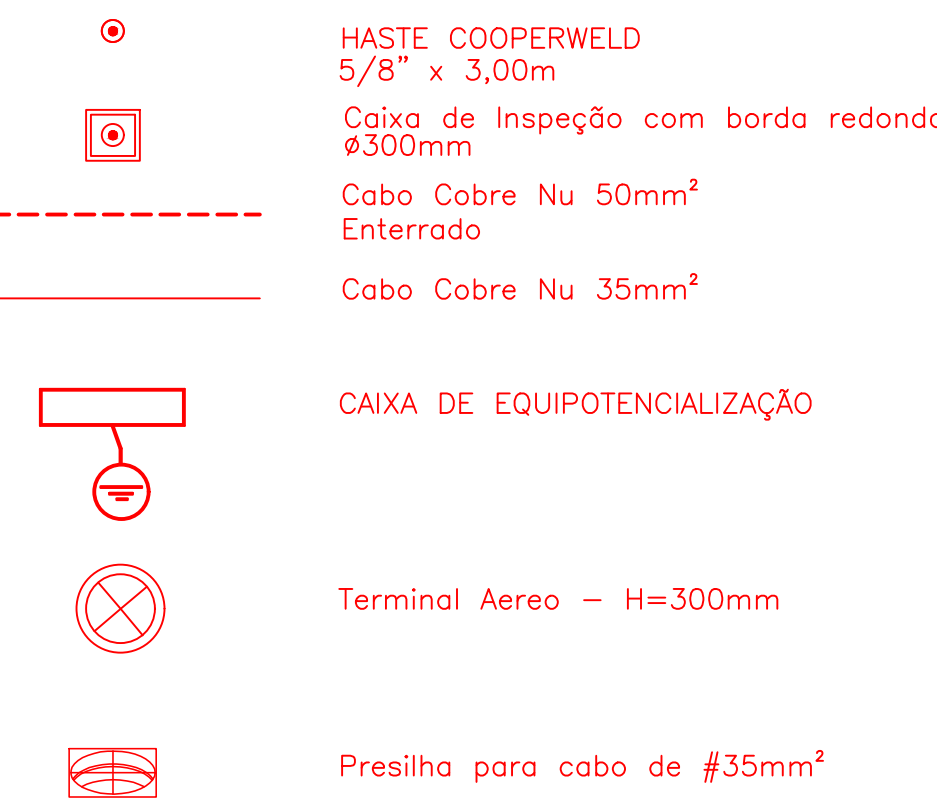 HASTE COOPERWELD
5/8" x 3,00m
Caixa de Inspeção com borda redondo
ø300mm
Cabo Cobre Nu 50mm²
Enterrado
Cabo Cobre Nu 35mm²
CAIXA DE EQUIPOTENCIALIZAÇÃO
Terminal Aereo – H=300mm
Presilha para cabo de #35mm²